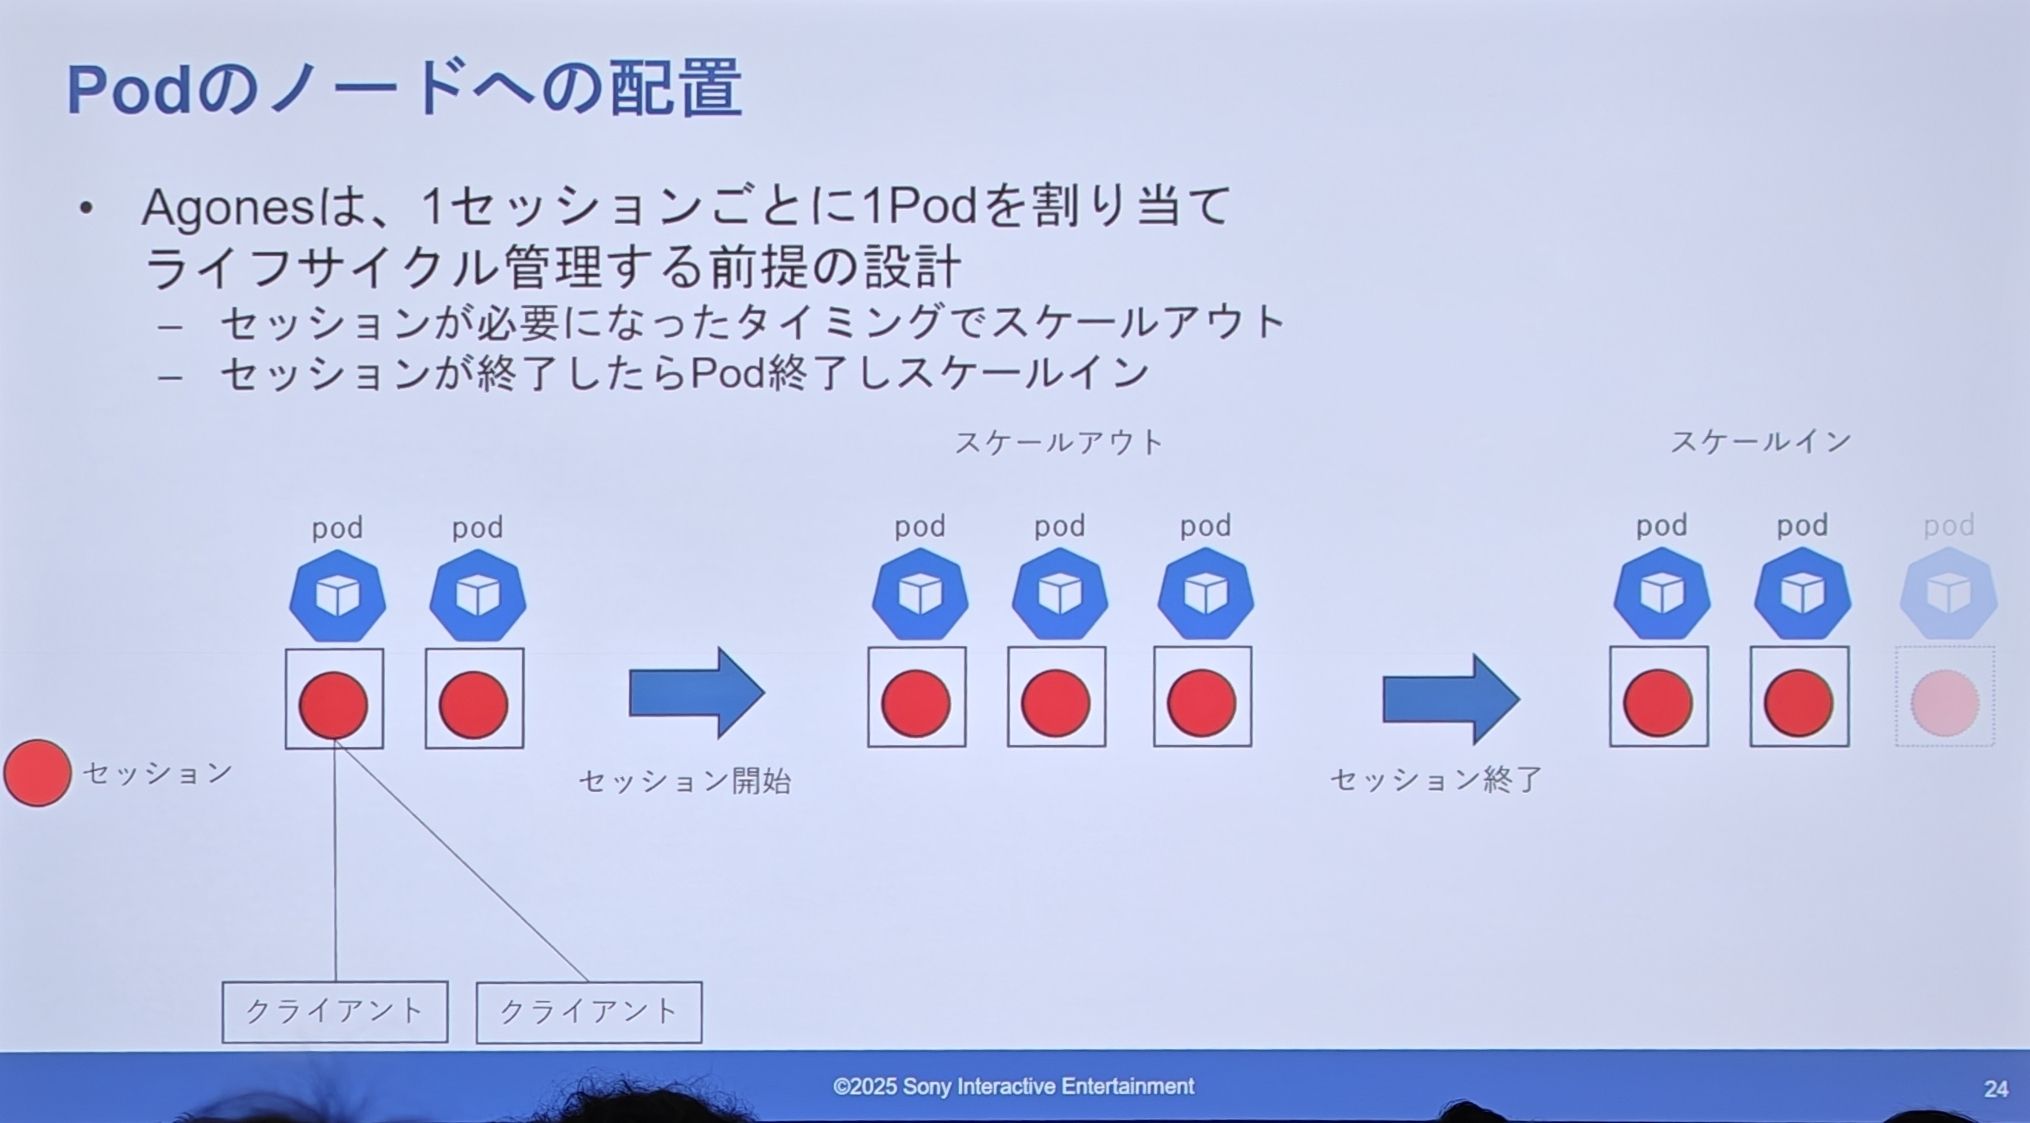 Podのノードへの配置
• Agonesは、1セッションごとに1Podを割り当て
ライフサイクル管理する前提の設計
– セッションが必要になったタイミングでスケールアウト
– セッションが終了したらPod終了しスケールイン
スケールアウト
スケールイン
pod
pod
pod
pod
pod
pod
pod
pod
セッション
セッション開始
セッション終了
クライアント
クライアント
©2025 Sony Interactive Entertainment
24